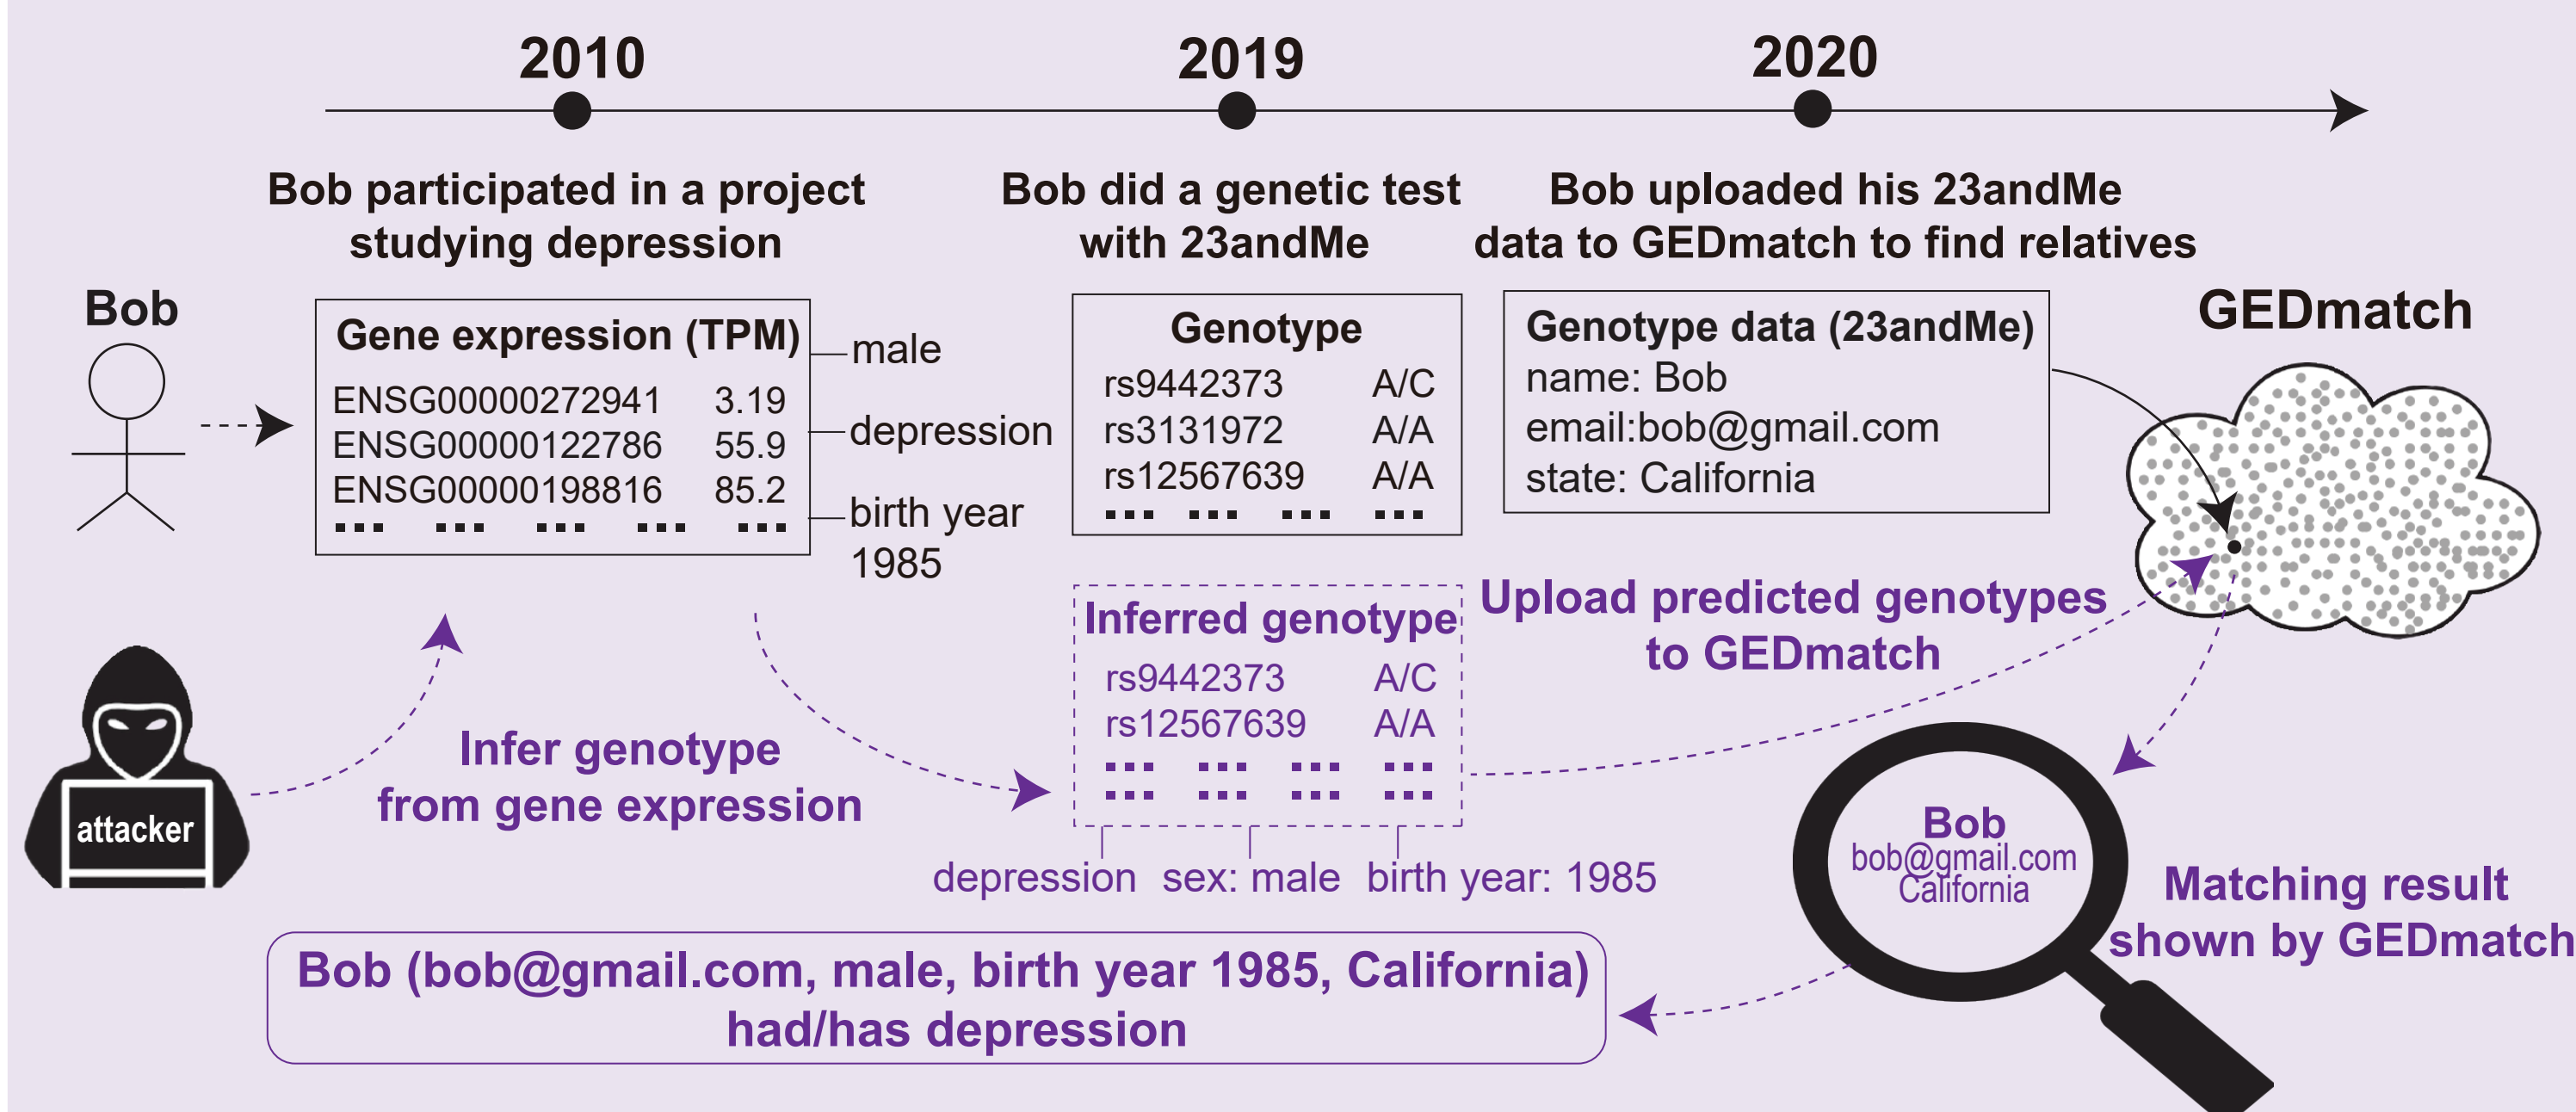 2010
2019
2020
Bob participated in a project
studying depression
Bob did a genetic test
with 23andMe
Bob uploaded his 23andMe
data to GEDmatch to find relatives
Bob
Gene expression (TPM)
ENSG00000272941 3.19
ENSG00000122786 55.9
ENSG00000198816 85.2
male
depression
birth year
1985
Genotype
rs9442373 A/C
rs3131972 A/A
rs12567639 A/A
Genotype data (23andMe)
name: Bob
email:bob@gmail.com
state: California
GEDmatch
attacker
Infer genotype
from gene expression
Inferred genotype
rs9442373 A/C
rs12567639 A/A
depression sex: male birth year: 1985
Upload predicted genotypes
to GEDmatch
Bob
bob@gmail.com
California
Matching result
shown by GEDmatch
Bob (bob@gmail.com, male, birth year 1985, California)
had/has depression